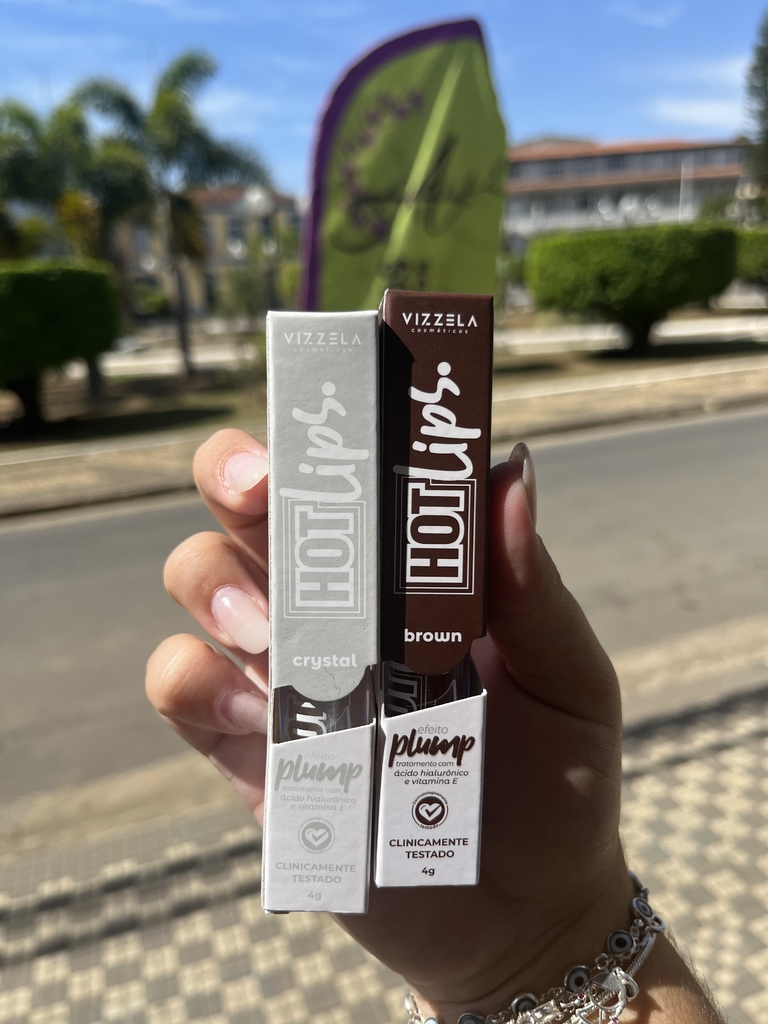 VIZZELA
cosméticos
HOT lips.
crystal
efeito
plump
tratamento com
ácido hialurônico
e vitamina E
CLINICAMENTE
TESTADO
4g
VIZZELA
cosméticos
HOT lips.
brown
efeito
plump
tratamento com
ácido hialurônico
e vitamina E
CLINICAMENTE
TESTADO
4g